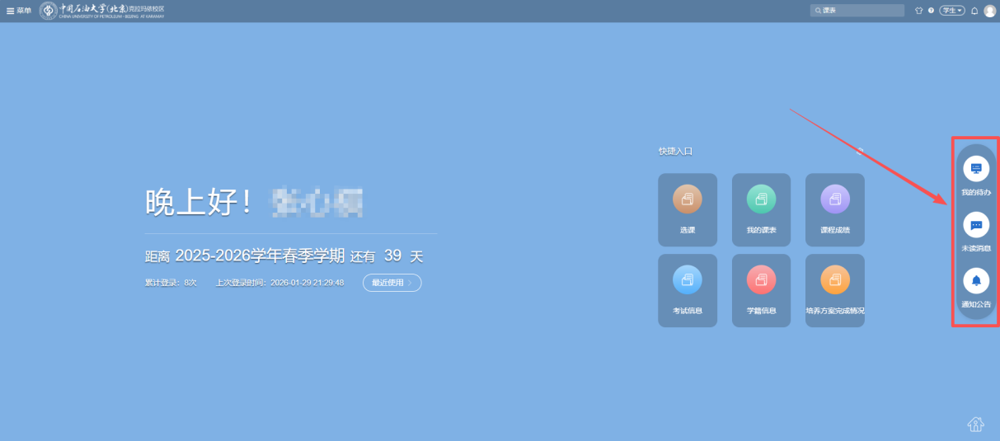 菜单
中国石油大学(北京)克拉玛依校区
CHINA UNIVERSITY OF PETROLEUM-BEIJING AT KARAMAY
课表
学生
快捷入口
晚上好！
选课
我的课表
课程成绩
我的待办
未读消息
通知公告
距离 2025-2026学年春季学期 还有 39 天
累计登录：8次 上次登录时间：2026-01-29 21:29:48 最近使用
考试信息
学籍信息
培养方案完成情况